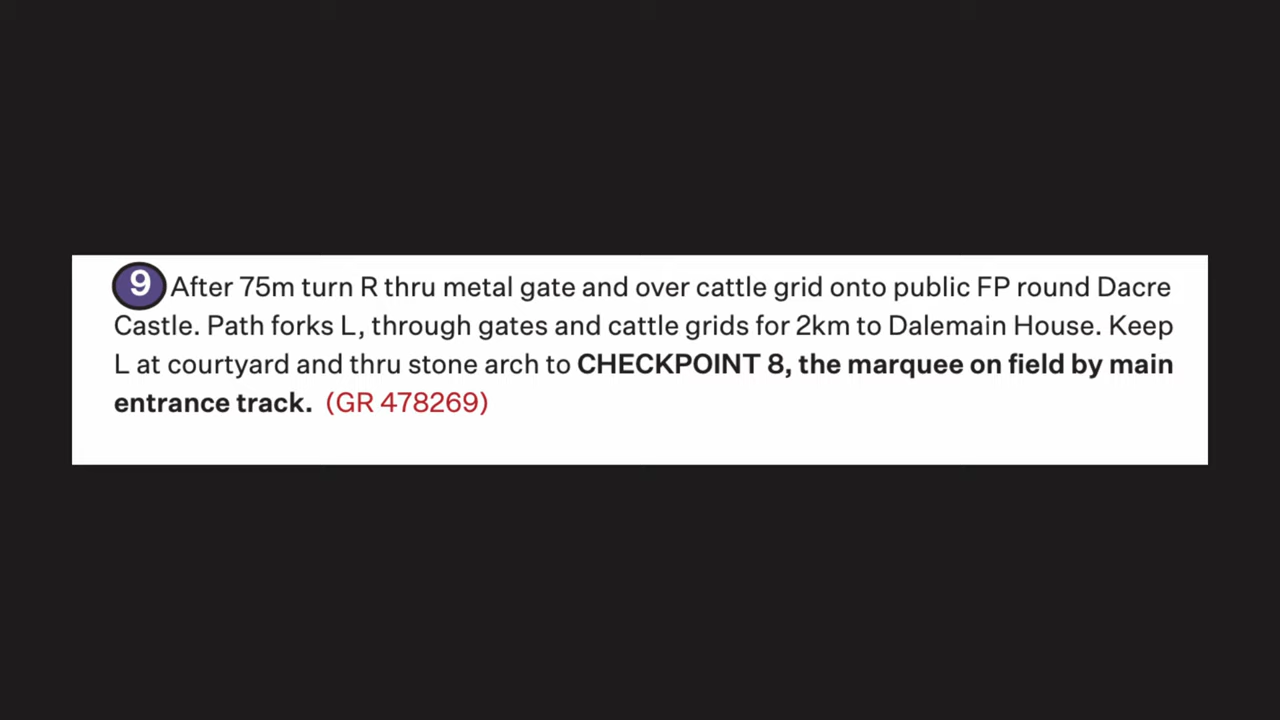 9 After 75m turn R thru metal gate and over cattle grid onto public FP round Dacre
Castle. Path forks L, through gates and cattle grids for 2km to Dalemain House. Keep
L at courtyard and thru stone arch to CHECKPOINT 8, the marquee on field by main
entrance track. (GR 478269)